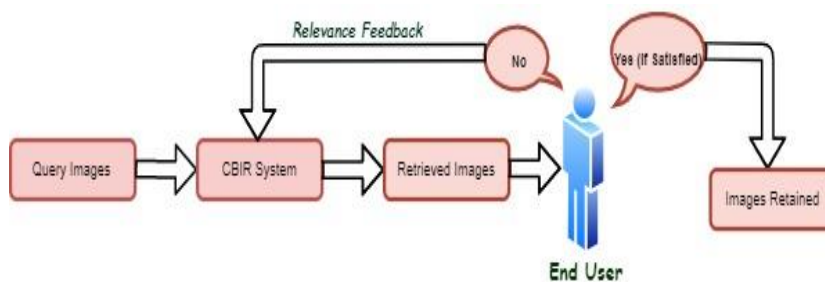 Relevance Feedback
No
Yes (If Satisfied)
Query Images
CBIR System
Retrieved Images
Images Retained
End User